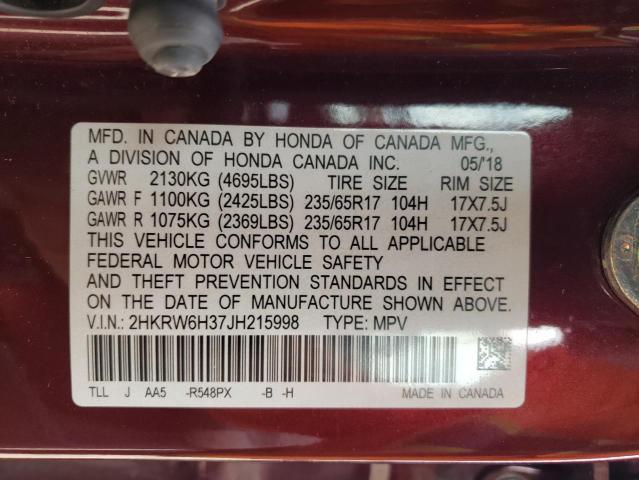 MFD. IN CANADA BY HONDA OF CANADA MFG.,
A DIVISION OF HONDA CANADA INC. 05/'18
GVWR 2130KG (4695LBS) TIRE SIZE RIM SIZE
GAWR F 1100KG (2425LBS) 235/65R17 104H 17X7.5J
GAWR R 1075KG (2369LBS) 235/65R17 104H 17X7.5J
THIS VEHICLE CONFORMS TO ALL APPLICABLE
FEDERAL MOTOR VEHICLE SAFETY
AND THEFT PREVENTION STANDARDS IN EFFECT
ON THE DATE OF MANUFACTURE SHOWN ABOVE.
V.I.N.: 2HKRW6H37JH215998 TYPE: MPV
TLL J AA5 -R548PX -B -H MADE IN CANADA